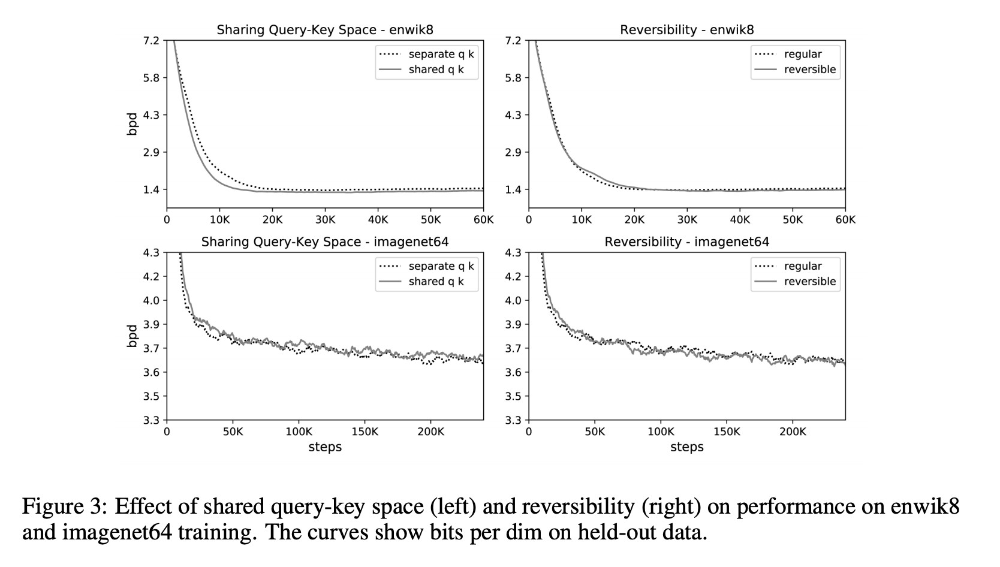 Sharing Query-Key Space - enwik8
7.2
5.8
4.3
2.9
1.4
bpd
separate q k
shared q k
0 10K 20K 30K 40K 50K 60K
Reversibility - enwik8
7.2
5.8
4.3
2.9
1.4
regular
reversible
0 10K 20K 30K 40K 50K 60K
Sharing Query-Key Space - imagenet64
4.3
4.2
4.0
3.9
3.7
3.6
3.5
3.3
bpd
separate q k
shared q k
0 50K 100K 150K 200K
steps
Reversibility - imagenet64
4.3
4.2
4.0
3.9
3.7
3.6
3.5
3.3
regular
reversible
0 50K 100K 150K 200K
steps
Figure 3: Effect of shared query-key space (left) and reversibility (right) on performance on enwik8
and imagenet64 training. The curves show bits per dim on held-out data.